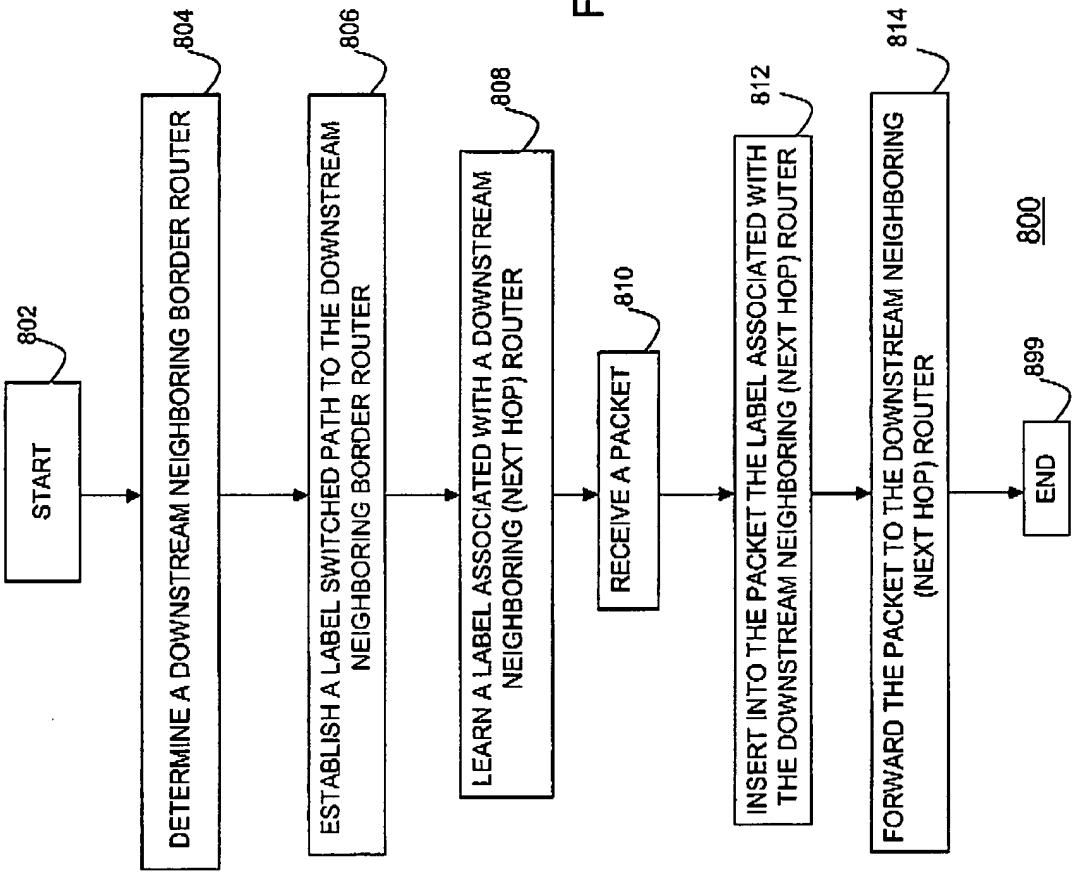 START
802
DETERMINE A DOWNSTREAM NEIGHBORING BORDER ROUTER
804
ESTABLISH A LABEL SWITCHED PATH TO THE DOWNSTREAM
NEIGHBORING BORDER ROUTER
806
LEARN A LABEL ASSOCIATED WITH A DOWNSTREAM
NEIGHBORING (NEXT HOP) ROUTER
808
RECEIVE A PACKET
810
INSERT INTO THE PACKET THE LABEL ASSOCIATED WITH
THE DOWNSTREAM NEIGHBORING (NEXT HOP) ROUTER
812
FORWARD THE PACKET TO THE DOWNSTREAM NEIGHBORING
(NEXT HOP) ROUTER
814
END
899
800
F